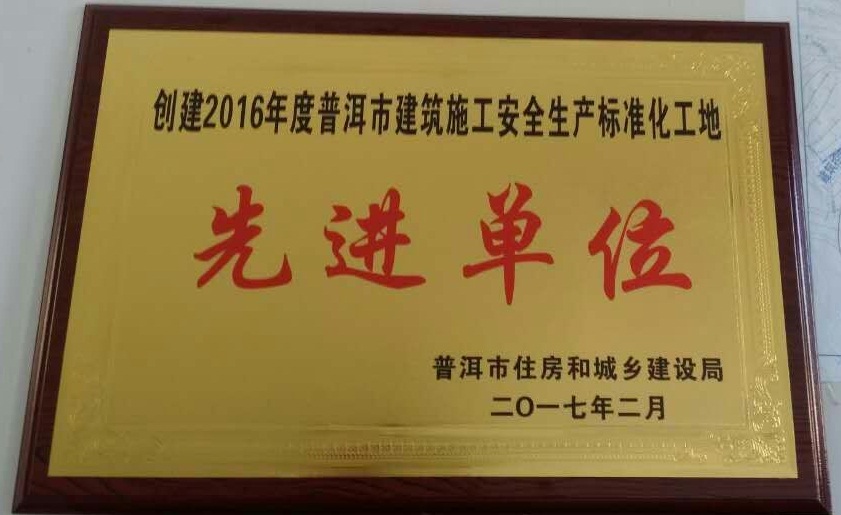 创建2016年度普洱市建筑施工安全生产标准化工地
先进单位
普洱市住房和城乡建设局
二〇一七年二月